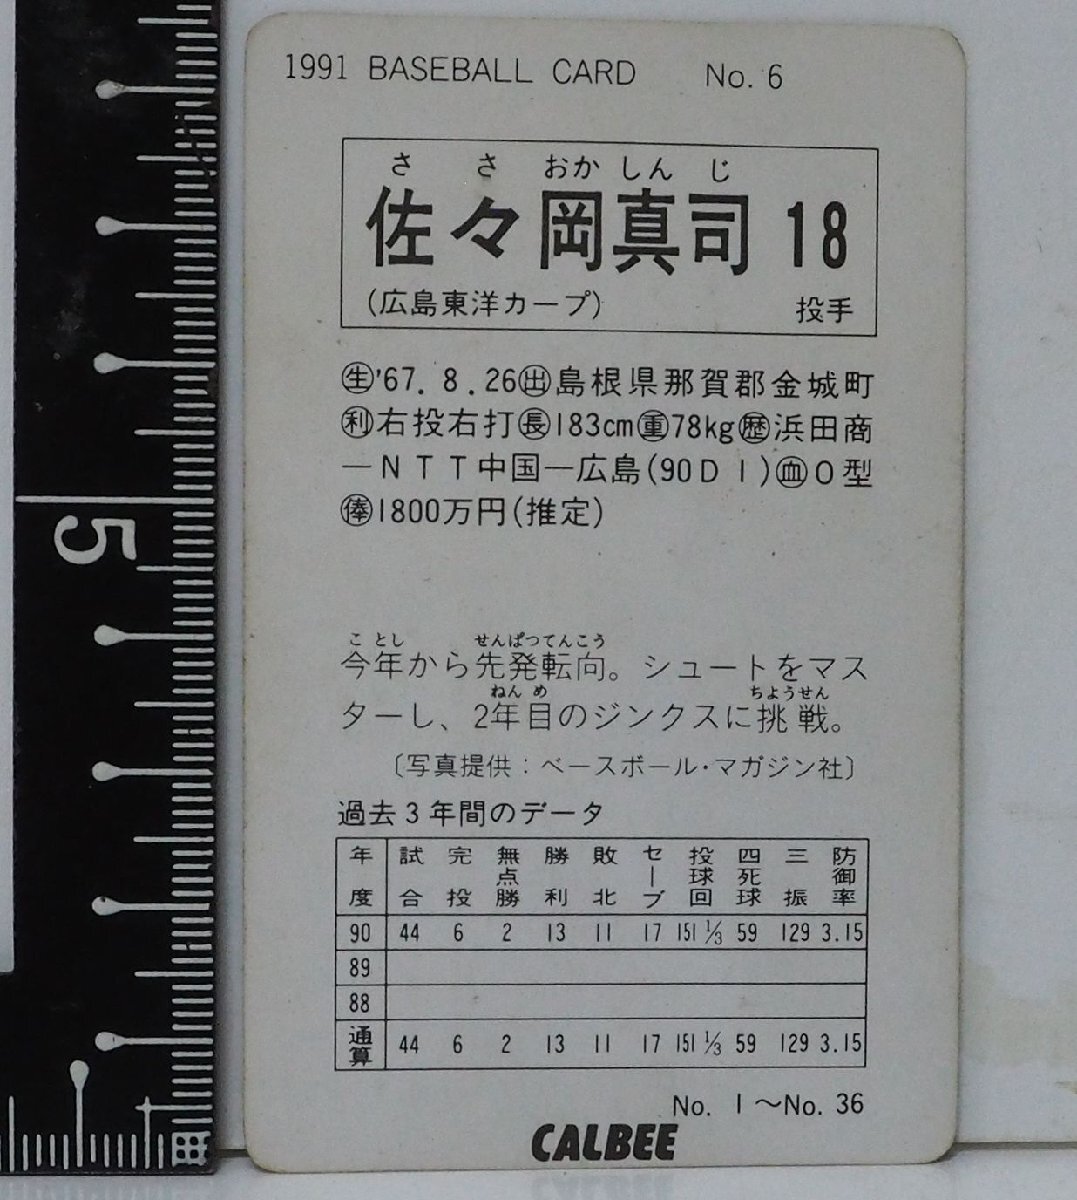 1991 BASEBALL CARD No. 6
さ さ おか しん じ
佐々岡真司 18
(広島東洋カープ) 投手
㊤'67. 8. 26㊦島根県那賀郡金城町
利右投右打長183cm重78kg歴浜田商
―NTT中国―広島(90D1)血O型
俸1800万円(推定)
こ とし せんぱつてんこう
今年から先発転向。シュートをマス
ねん め ちようせん
ターし、2年目のジンクスに挑戦。
〔写真提供：ベースボール・マガジン社〕
過去3年間のデータ
年度 試合 完投 無点勝 勝利 敗北 セーブ 投球回 四死球 三振 防御率
90 44 6 2 13 11 17 151 1/3 59 129 3.15
89
88
通算 44 6 2 13 11 17 151 1/3 59 129 3.15
No. 1～No. 36
CALBEE
5